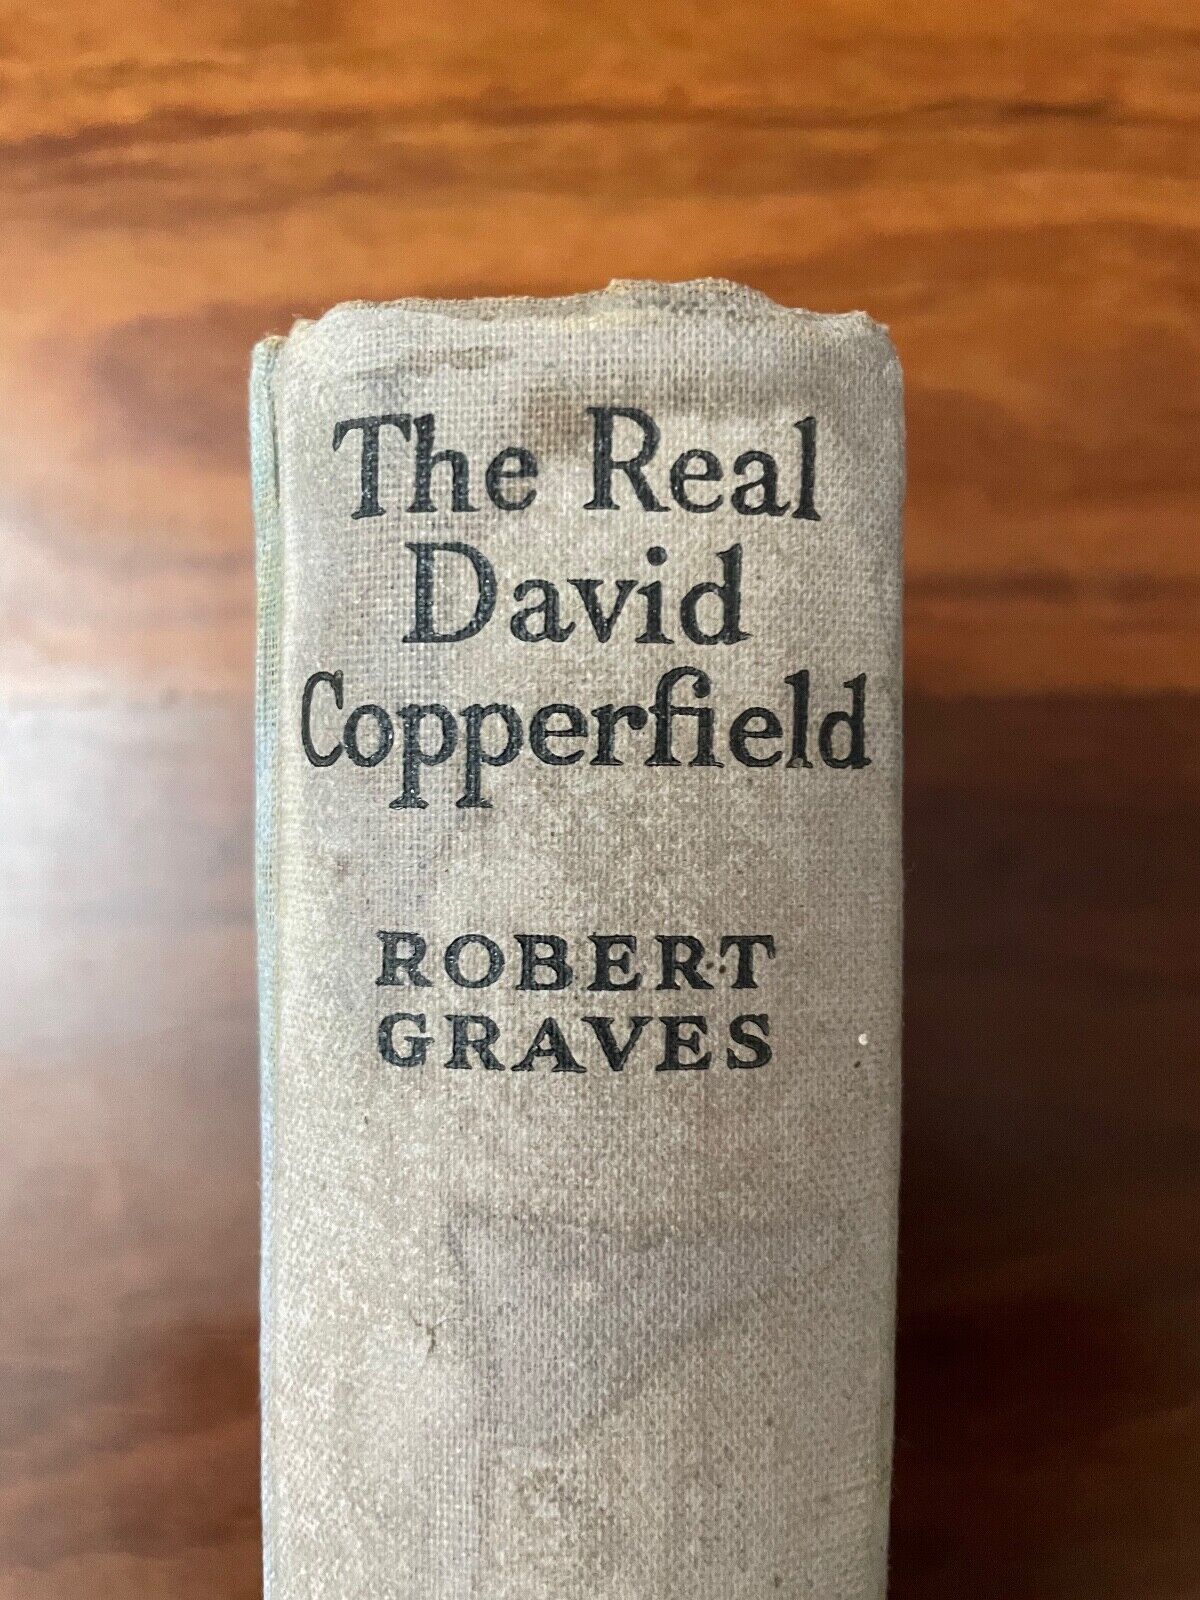 The Real
David
Copperfield
ROBERT
GRAVES